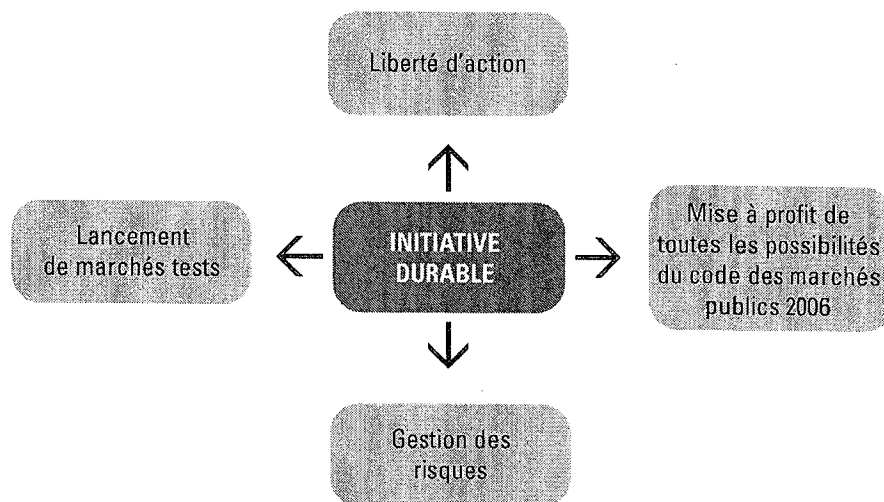 Liberté d'action
Lancement
de marchés tests
INITIATIVE
DURABLE
Mise à profit de
toutes les possibilités
du code des marchés
publics 2006
Gestion des
risques